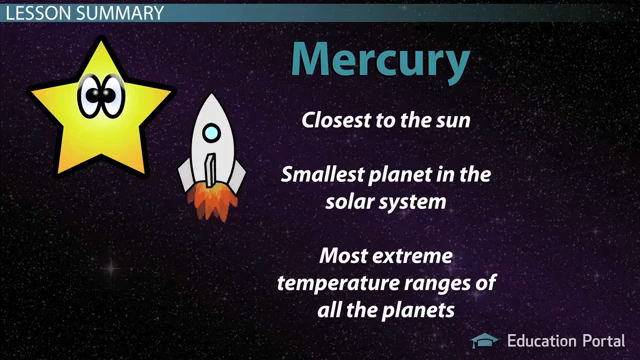 LESSON SUMMARY
Mercury
Closest to the sun
Smallest planet in the
solar system
Most extreme
temperature ranges of
all the planets
Education Portal